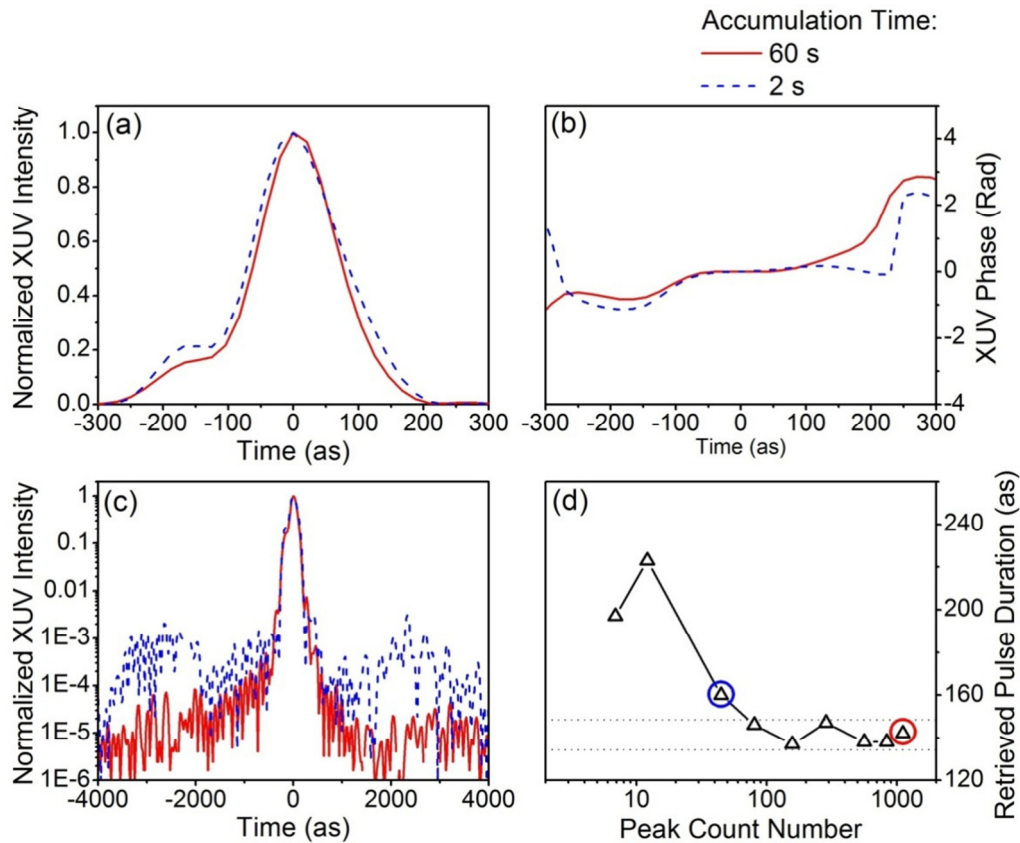 Accumulation Time:
60 s
2 s
(a)
Normalized XUV Intensity
1.0
0.8
0.6
0.4
0.2
0.0
-300 -200 -100 0 100 200 300
Time (as)
(b)
4
2
0
-2
-4
XUV Phase (Rad)
-300 -200 -100 0 100 200 300
Time (as)
(c)
Normalized XUV Intensity
1
0.1
0.01
1E-3
1E-4
1E-5
1E-6
-4000 -2000 0 2000 4000
Time (as)
(d)
240
200
160
120
Retrieved Pulse Duration (as)
10 100 1000
Peak Count Number